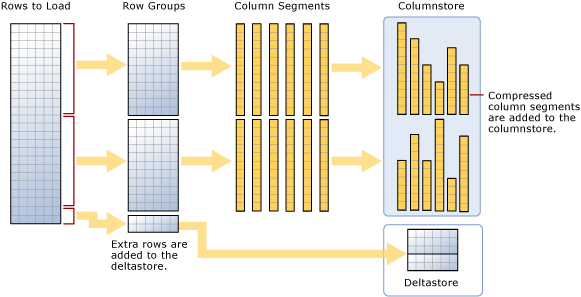 Rows to Load
Row Groups
Column Segments
Columnstore
Compressed
column segments
are added to the
columnstore.
Extra rows are
added to the
deltastore.
Deltastore